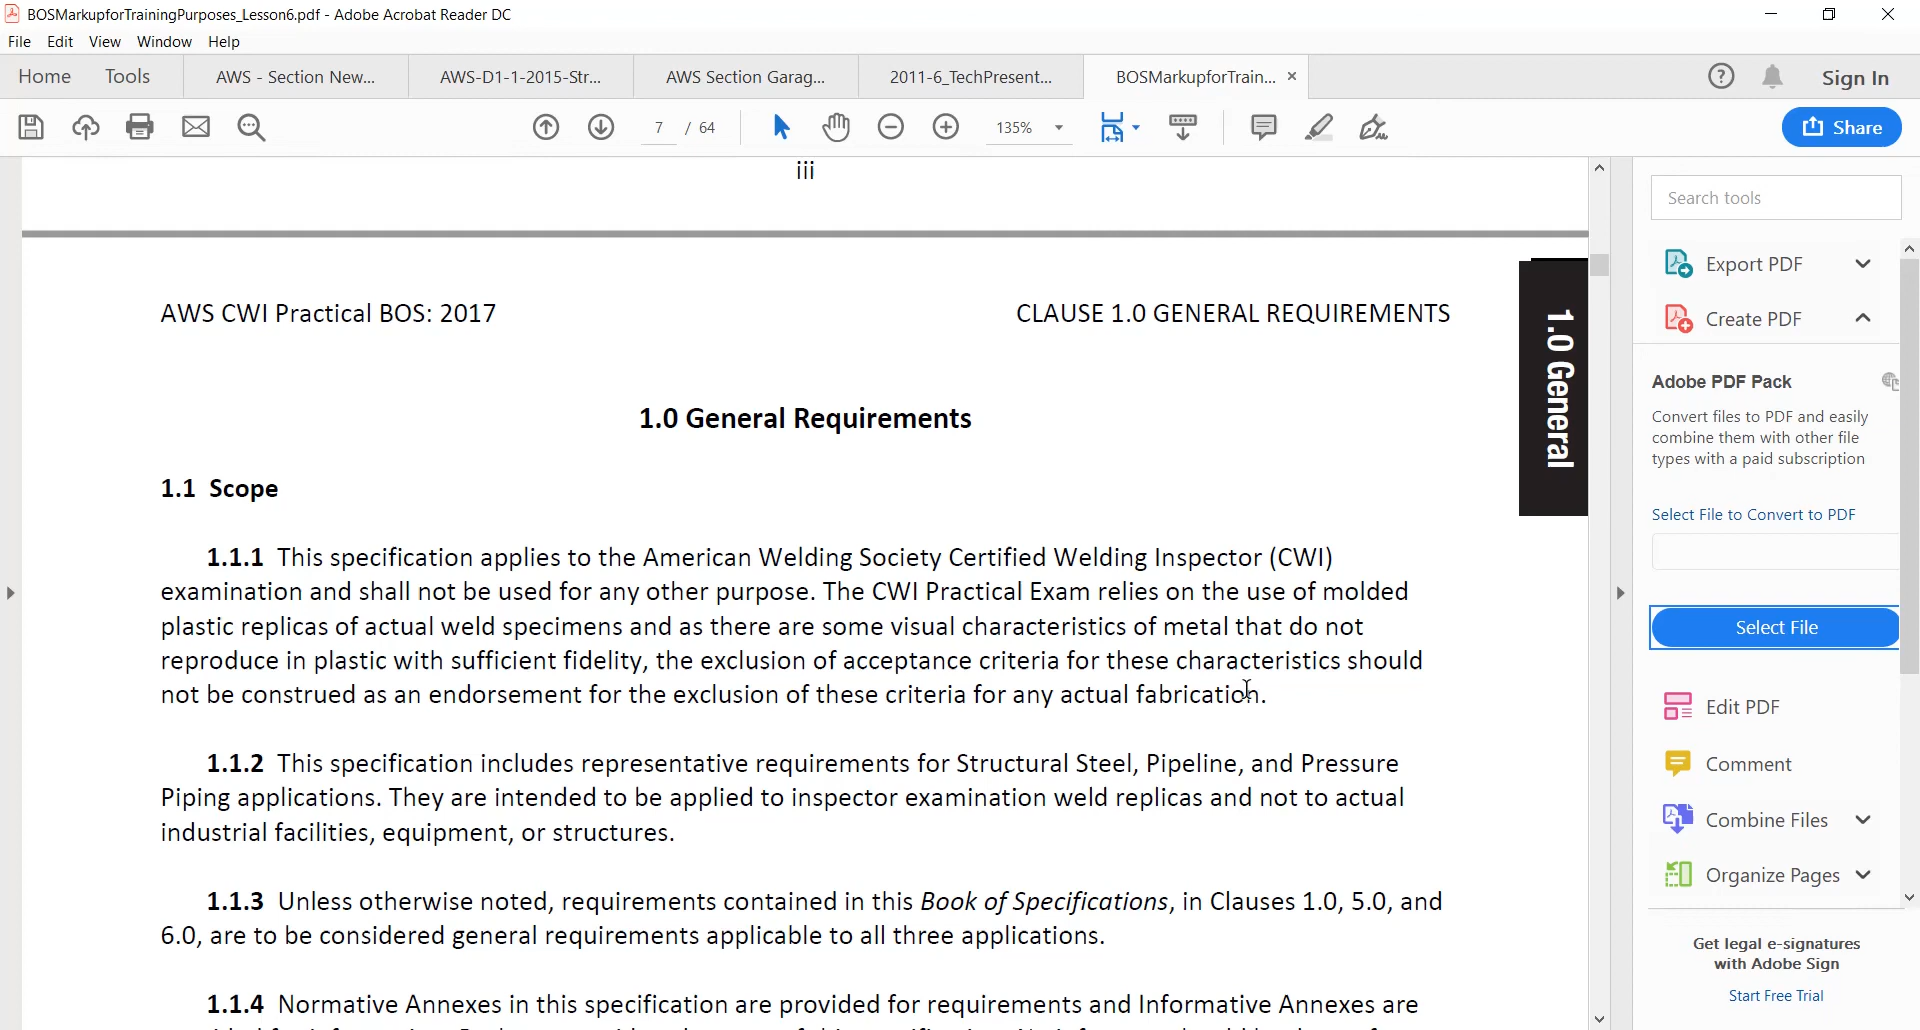 BOSMarkupforTrainingPurposes_Lesson6.pdf - Adobe Acrobat Reader DC
File Edit View Window Help
Home Tools AWS - Section New... AWS-D1-1-2015-Str... AWS Section Garag... 2011-6_TechPresent... BOSMarkupforTrain... Sign In
7 / 64 135% Share
iii
Search tools
Export PDF
Create PDF
Adobe PDF Pack
Convert files to PDF and easily
combine them with other file
types with a paid subscription
Select File to Convert to PDF
Select File
Edit PDF
Comment
Combine Files
Organize Pages
Get legal e-signatures
with Adobe Sign
Start Free Trial
AWS CWI Practical BOS: 2017 CLAUSE 1.0 GENERAL REQUIREMENTS
1.0 General
1.0 General Requirements
1.1 Scope
1.1.1 This specification applies to the American Welding Society Certified Welding Inspector (CWI)
examination and shall not be used for any other purpose. The CWI Practical Exam relies on the use of molded
plastic replicas of actual weld specimens and as there are some visual characteristics of metal that do not
reproduce in plastic with sufficient fidelity, the exclusion of acceptance criteria for these characteristics should
not be construed as an endorsement for the exclusion of these criteria for any actual fabrication.
1.1.2 This specification includes representative requirements for Structural Steel, Pipeline, and Pressure
Piping applications. They are intended to be applied to inspector examination weld replicas and not to actual
industrial facilities, equipment, or structures.
1.1.3 Unless otherwise noted, requirements contained in this Book of Specifications, in Clauses 1.0, 5.0, and
6.0, are to be considered general requirements applicable to all three applications.
1.1.4 Normative Annexes in this specification are provided for requirements and Informative Annexes are